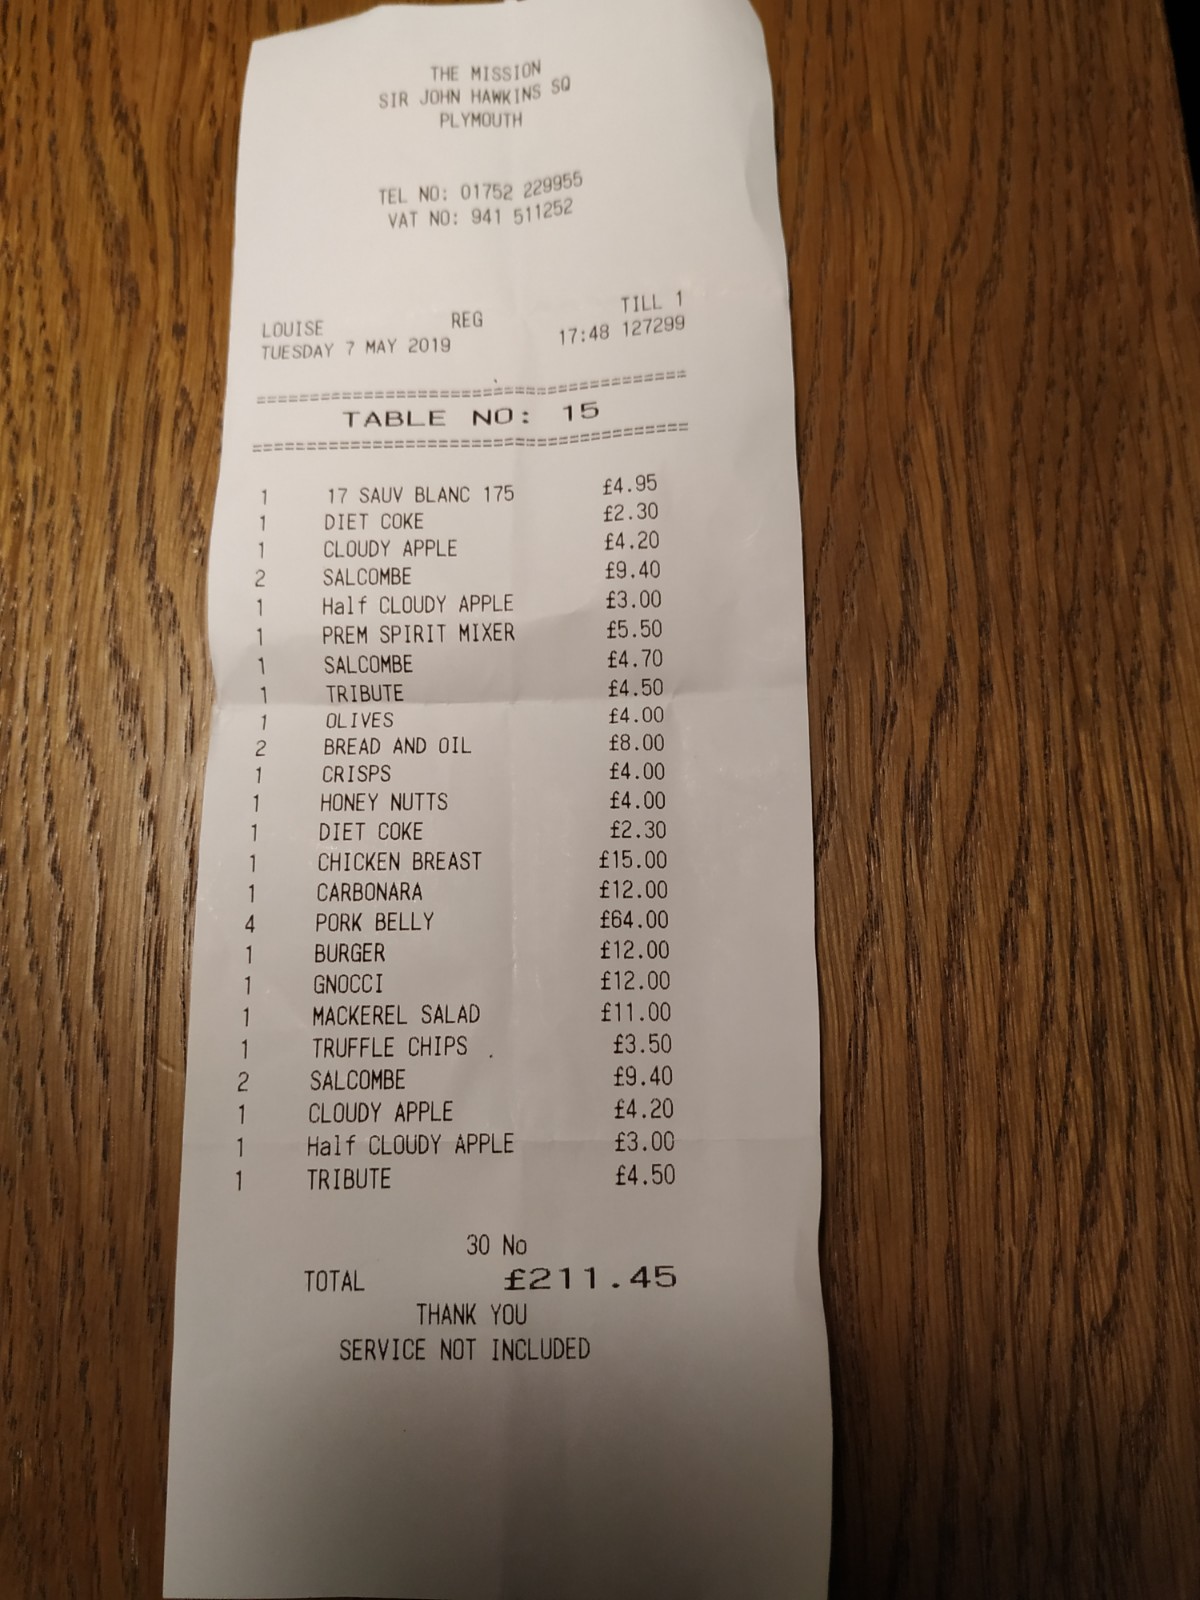 THE MISSION
SIR JOHN HAWKINS SQ
PLYMOUTH
TEL NO: 01752 229955
VAT NO: 941 511252
LOUISE REG TILL 1
TUESDAY 7 MAY 2019 17:48 127299
========================================
TABLE NO: 15
========================================
1 17 SAUV BLANC 175 £4.95
1 DIET COKE £2.30
1 CLOUDY APPLE £4.20
2 SALCOMBE £9.40
1 Half CLOUDY APPLE £3.00
1 PREM SPIRIT MIXER £5.50
1 SALCOMBE £4.70
1 TRIBUTE £4.50
1 OLIVES £4.00
2 BREAD AND OIL £8.00
1 CRISPS £4.00
1 HONEY NUTTS £4.00
1 DIET COKE £2.30
1 CHICKEN BREAST £15.00
1 CARBONARA £12.00
4 PORK BELLY £64.00
1 BURGER £12.00
1 GNOCCI £12.00
1 MACKEREL SALAD £11.00
1 TRUFFLE CHIPS £3.50
2 SALCOMBE £9.40
1 CLOUDY APPLE £4.20
1 Half CLOUDY APPLE £3.00
1 TRIBUTE £4.50
30 No
TOTAL £211.45
THANK YOU
SERVICE NOT INCLUDED